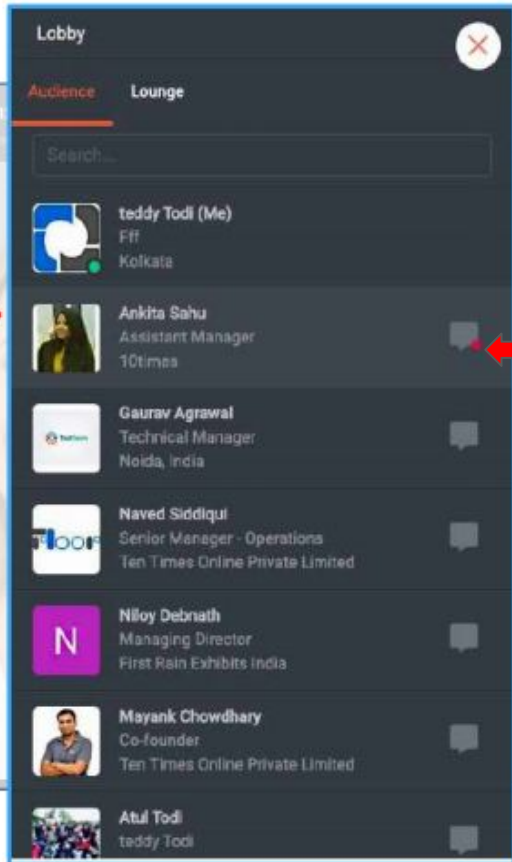 Lobby
Audience
Lounge
Search...
teddy Todi (Me)
Fff
Kolkata
Ankita Sahu
Assistant Manager
10times
Gaurav Agrawal
Technical Manager
Noida, India
Naved Siddiqui
Senior Manager - Operations
Ten Times Online Private Limited
floor
N
Niloy Debnath
Managing Director
First Rain Exhibits India
Mayank Chowdhary
Co-founder
Ten Times Online Private Limited
Atul Todi
teddy Todi